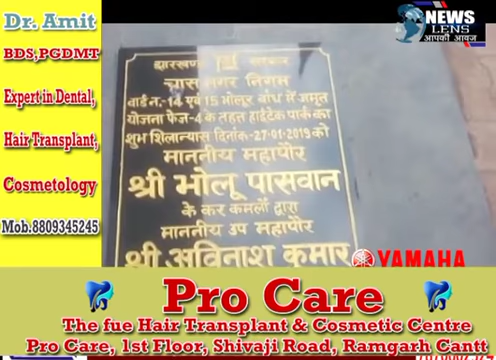 Dr. Amit
BDS,PGDMT
Expert in Dental,
Hair Transplant,
Cosmetology
Mob.8809345245
NEWS
LENS
आपकी आवाज
झारखण्ड सरकार
चास नगर निगम
वार्ड नं.-14 एवं 15 भोलूर बांध में अमृत
योजना फेज-4 के तहत हाईटेक पार्क का
शुभ शिलान्यास दिनांक-27-01-2019 को
माननीय महापौर
श्री भोलू पासवान
के कर कमलों द्वारा
माननीय उप महापौर
श्री अविनाश कुमार
YAMAHA
Pro Care
The fue Hair Transplant & Cosmetic Centre
Pro Care, 1st Floor, Shivaji Road, Ramgarh Cantt